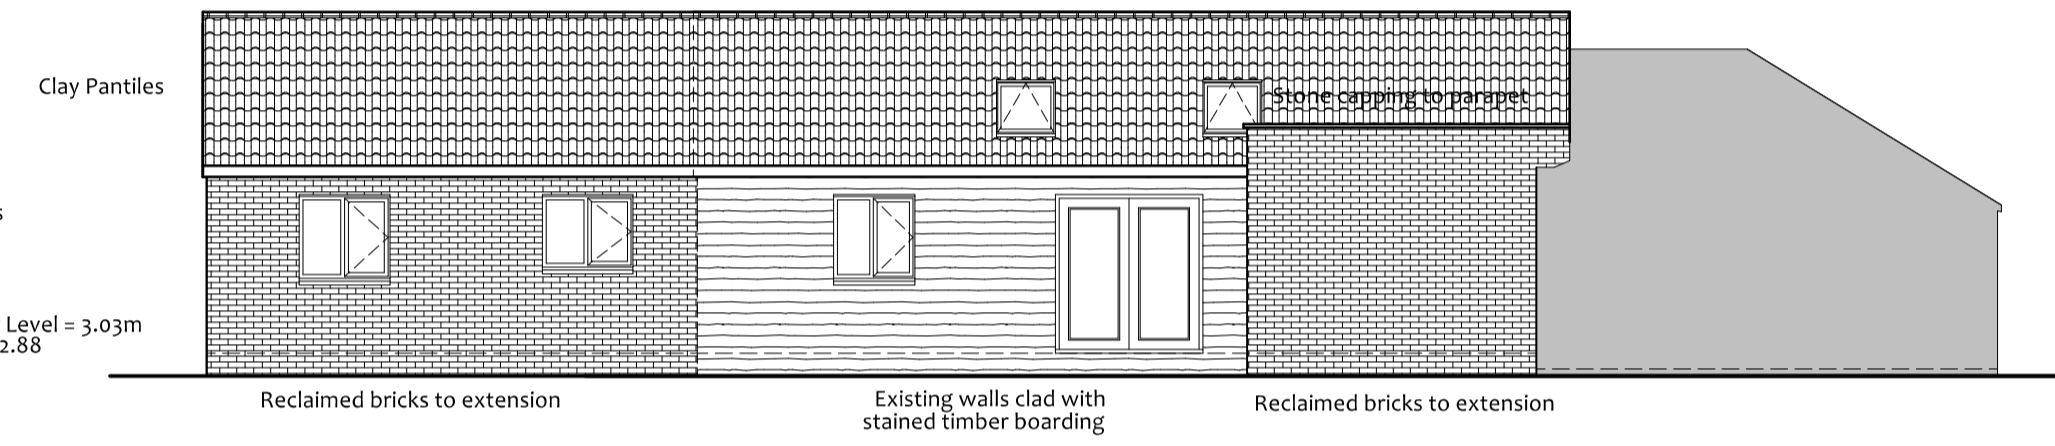 Clay Pantiles
Stone capping to parapet
s
Level = 3.03m
2.88
Reclaimed bricks to extension
Existing walls clad with
stained timber boarding
Reclaimed bricks to extension